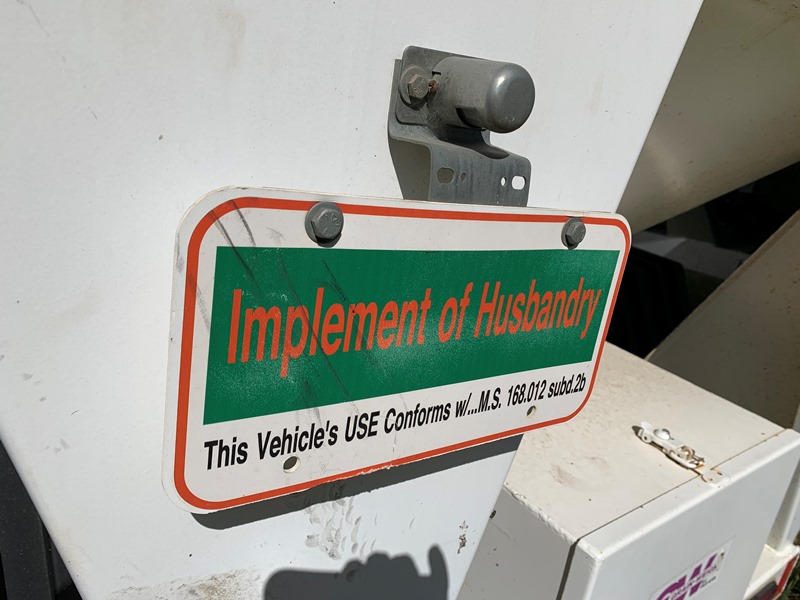 Implement of Husbandry
This Vehicle's USE Conforms w/...M.S. 168.012 subd.2b